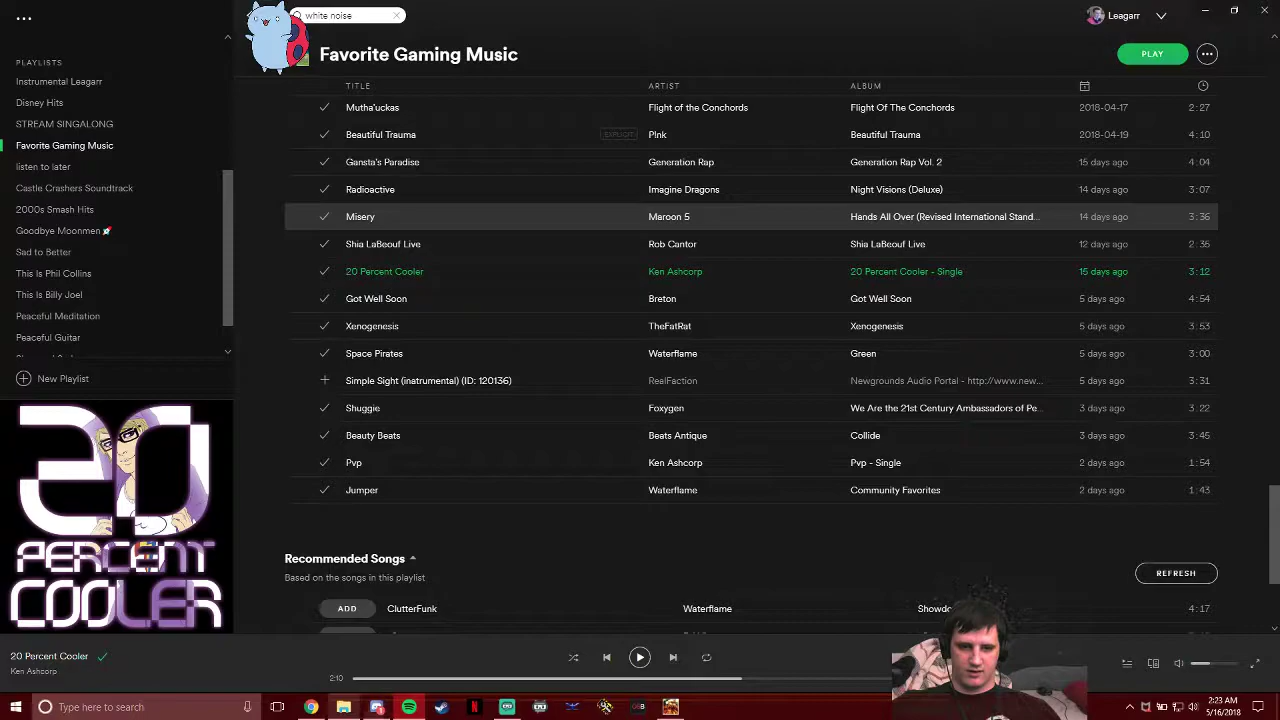 white noise
Leagarr
PLAYLISTS
Instrumental Leagarr
Disney Hits
STREAM SINGALONG
Favorite Gaming Music
listen to later
Castle Crashers Soundtrack
2000s Smash Hits
Goodbye Moonmen
Sad to Better
This Is Phil Collins
This Is Billy Joel
Peaceful Meditation
Peaceful Guitar
New Playlist
20
PERCENT
COOLER
Favorite Gaming Music
PLAY
TITLE ARTIST ALBUM
Mutha'uckas Flight of the Conchords Flight Of The Conchords 2018-04-17 2:27
Beautiful Trauma EXPLICIT P!nk Beautiful Trauma 2018-04-19 4:10
Gansta's Paradise Generation Rap Generation Rap Vol. 2 15 days ago 4:04
Radioactive Imagine Dragons Night Visions (Deluxe) 14 days ago 3:07
Misery Maroon 5 Hands All Over (Revised International Stand... 14 days ago 3:36
Shia LaBeouf Live Rob Cantor Shia LaBeouf Live 12 days ago 2:35
20 Percent Cooler Ken Ashcorp 20 Percent Cooler - Single 15 days ago 3:12
Got Well Soon Breton Got Well Soon 5 days ago 4:54
Xenogenesis TheFatRat Xenogenesis 5 days ago 3:53
Space Pirates Waterflame Green 5 days ago 3:00
Simple Sight (inatrumental) (ID: 120136) RealFaction Newgrounds Audio Portal - http://www.new... 5 days ago 3:31
Shuggie Foxygen We Are the 21st Century Ambassadors of Pe... 3 days ago 3:22
Beauty Beats Beats Antique Collide 3 days ago 3:45
Pvp Ken Ashcorp Pvp - Single 2 days ago 1:54
Jumper Waterflame Community Favorites 2 days ago 1:43
Recommended Songs
Based on the songs in this playlist
REFRESH
ADD ClutterFunk Waterflame Showdo 4:17
20 Percent Cooler
Ken Ashcorp
2:10
Type here to search
2:23 AM
5/16/2018